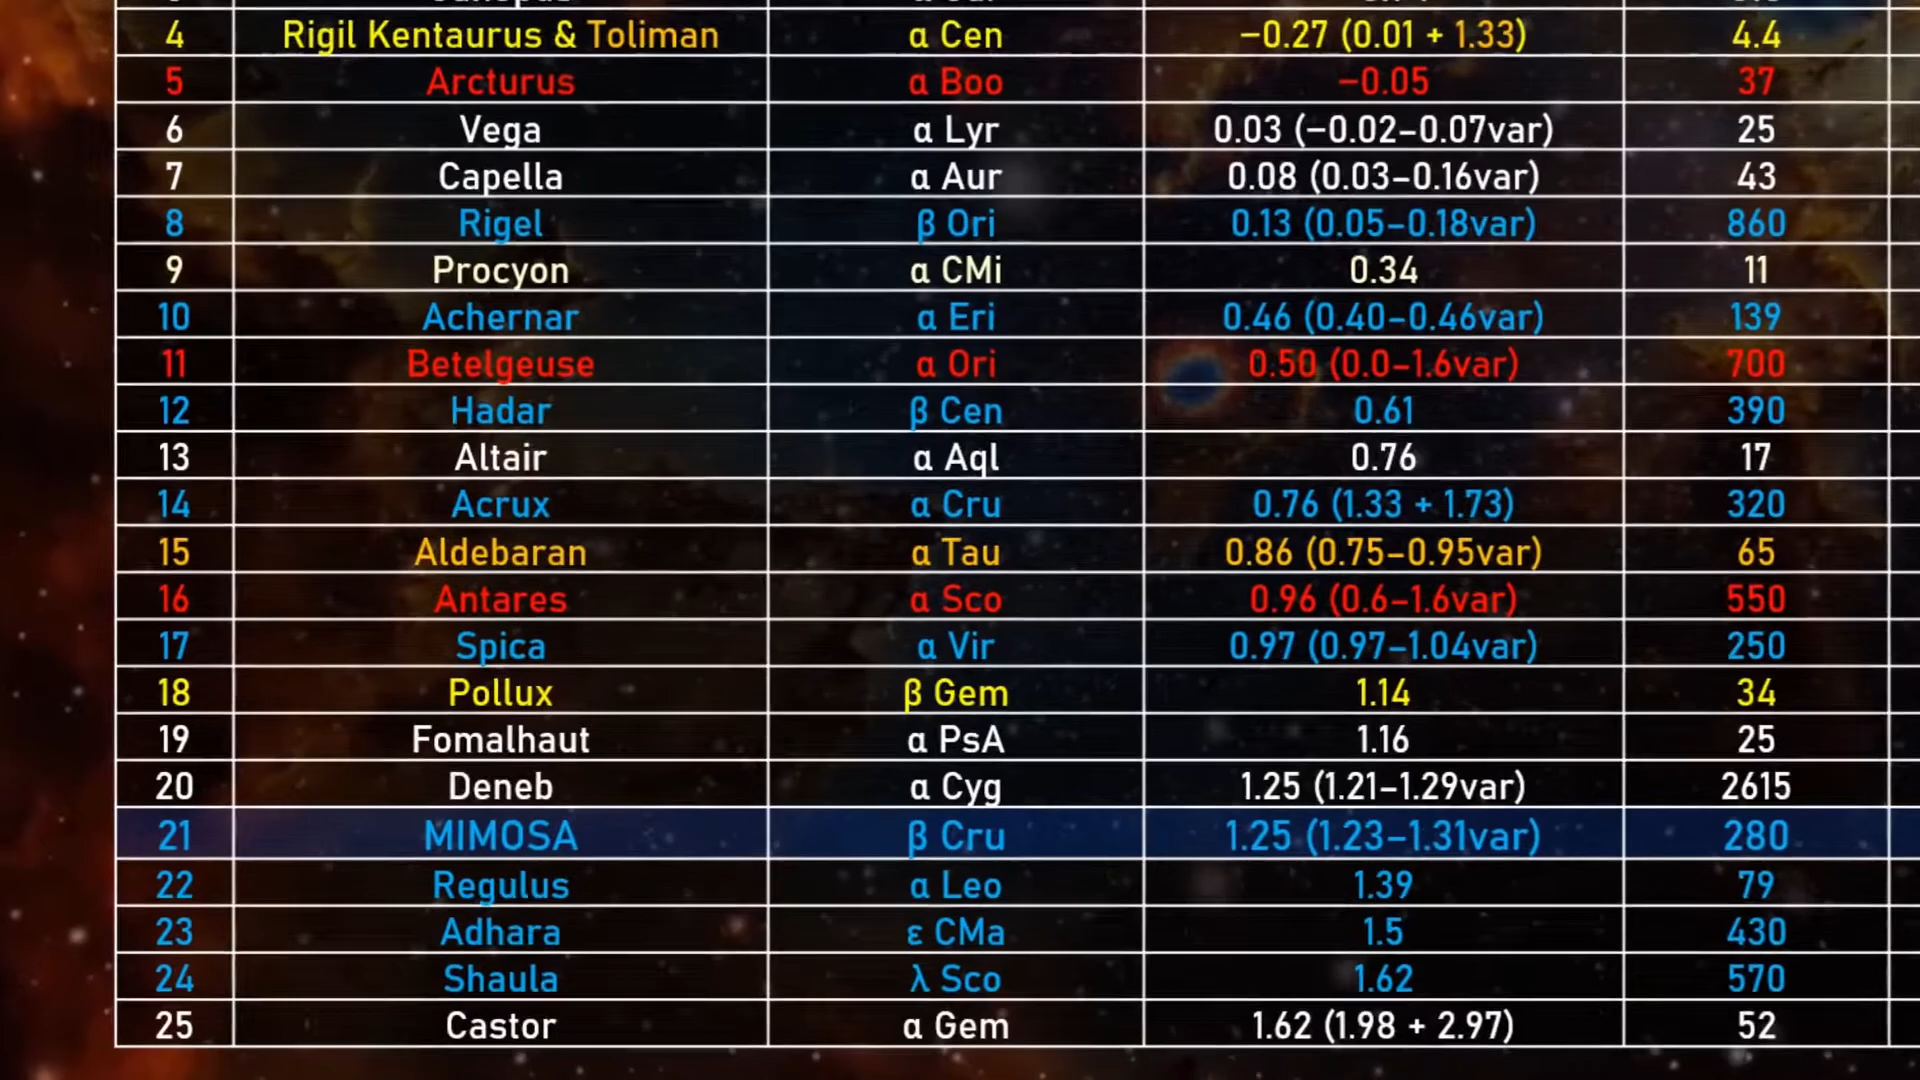 4 Rigil Kentaurus & Toliman α Cen −0.27 (0.01 + 1.33) 4.4
5 Arcturus α Boo −0.05 37
6 Vega α Lyr 0.03 (−0.02–0.07var) 25
7 Capella α Aur 0.08 (0.03–0.16var) 43
8 Rigel β Ori 0.13 (0.05–0.18var) 860
9 Procyon α CMi 0.34 11
10 Achernar α Eri 0.46 (0.40–0.46var) 139
11 Betelgeuse α Ori 0.50 (0.0–1.6var) 700
12 Hadar β Cen 0.61 390
13 Altair α Aql 0.76 17
14 Acrux α Cru 0.76 (1.33 + 1.73) 320
15 Aldebaran α Tau 0.86 (0.75–0.95var) 65
16 Antares α Sco 0.96 (0.6–1.6var) 550
17 Spica α Vir 0.97 (0.97–1.04var) 250
18 Pollux β Gem 1.14 34
19 Fomalhaut α PsA 1.16 25
20 Deneb α Cyg 1.25 (1.21–1.29var) 2615
21 MIMOSA β Cru 1.25 (1.23–1.31var) 280
22 Regulus α Leo 1.39 79
23 Adhara ε CMa 1.5 430
24 Shaula λ Sco 1.62 570
25 Castor α Gem 1.62 (1.98 + 2.97) 52